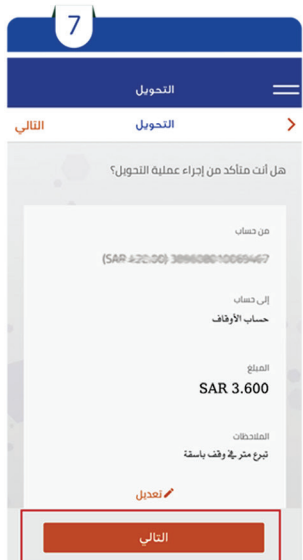 7
التحويل
التحويل
التالي
هل أنت متأكد من إجراء عملية التحويل؟
من حساب
إلى حساب
حساب الأوقاف
المبلغ
SAR 3.600
الملاحظات
تبرع متر في وقف باسقة
تعديل
التالي